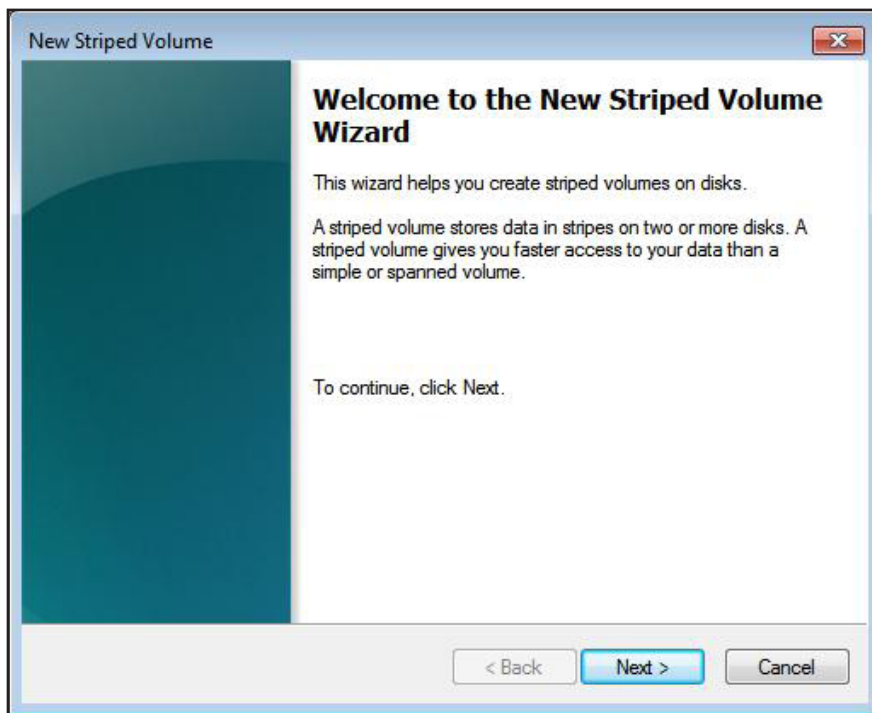 New Striped Volume
Welcome to the New Striped Volume
Wizard
This wizard helps you create striped volumes on disks.
A striped volume stores data in stripes on two or more disks. A
striped volume gives you faster access to your data than a
simple or spanned volume.
To continue, click Next.
< Back
Next >
Cancel